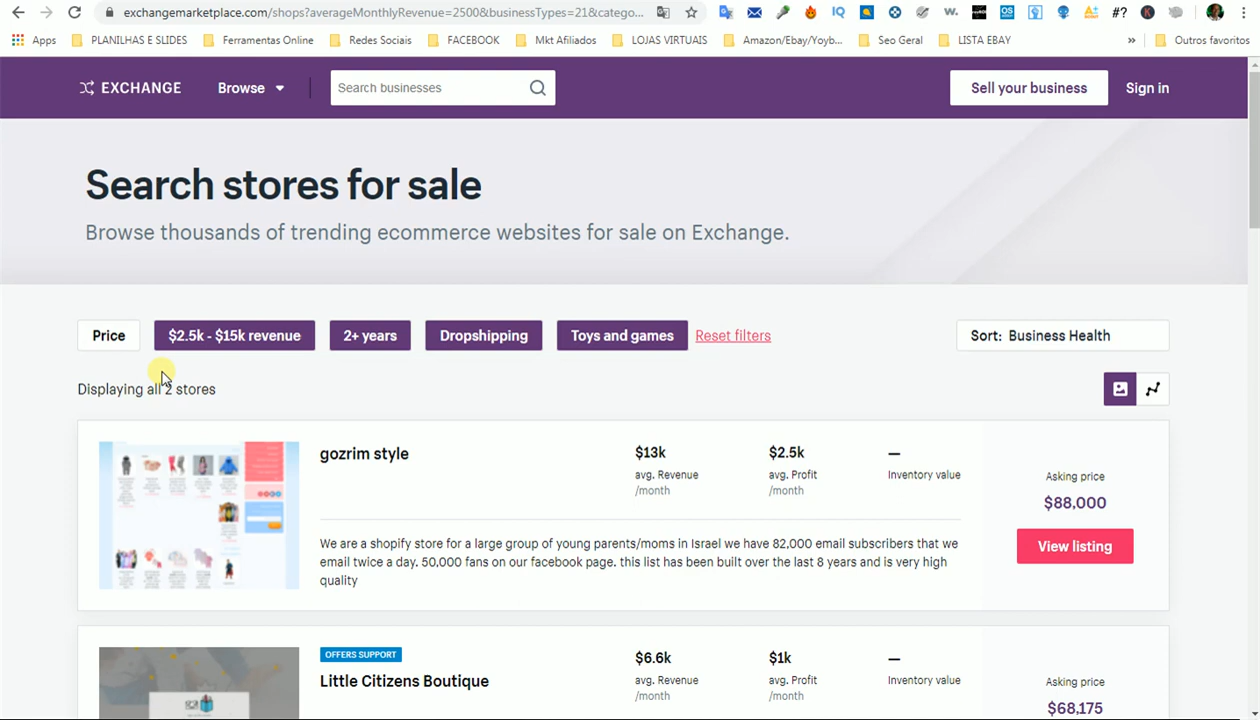 exchangemarketplace.com/shops?averageMonthlyRevenue=2500&businessTypes=21&catego...
Apps PLANILHAS E SLIDES Ferramentas Online Redes Sociais FACEBOOK Mkt Afiliados LOJAS VIRTUAIS Amazon/Ebay/Yoyb... Seo Geral LISTA EBAY » Outros favoritos
EXCHANGE Browse Search businesses Sell your business Sign in
Search stores for sale
Browse thousands of trending ecommerce websites for sale on Exchange.
Price $2.5k - $15k revenue 2+ years Dropshipping Toys and games Reset filters Sort: Business Health
Displaying all 2 stores
gozrim style $13k $2.5k —
avg. Revenue avg. Profit Inventory value
/month /month
Asking price
$88,000
View listing
We are a shopify store for a large group of young parents/moms in Israel we have 82,000 email subscribers that we
email twice a day. 50,000 fans on our facebook page. this list has been built over the last 8 years and is very high
quality
OFFERS SUPPORT
Little Citizens Boutique $6.6k $1k —
avg. Revenue avg. Profit Inventory value
/month /month
Asking price
$68,175